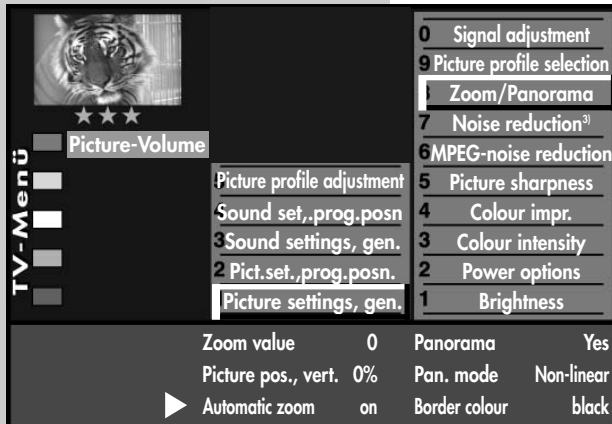 TV-Menü
Picture-Volume
5 Picture profile adjustment
4 Sound set,.prog.posn
3 Sound settings, gen.
2 Pict.set.,prog.posn.
Picture settings, gen.
0 Signal adjustment
9 Picture profile selection
Zoom/Panorama
7 Noise reduction3)
6 MPEG-noise reduction
5 Picture sharpness
4 Colour impr.
3 Colour intensity
2 Power options
1 Brightness
Zoom value 0 Panorama Yes
Picture pos., vert. 0% Pan. mode Non-linear
Automatic zoom on Border colour black